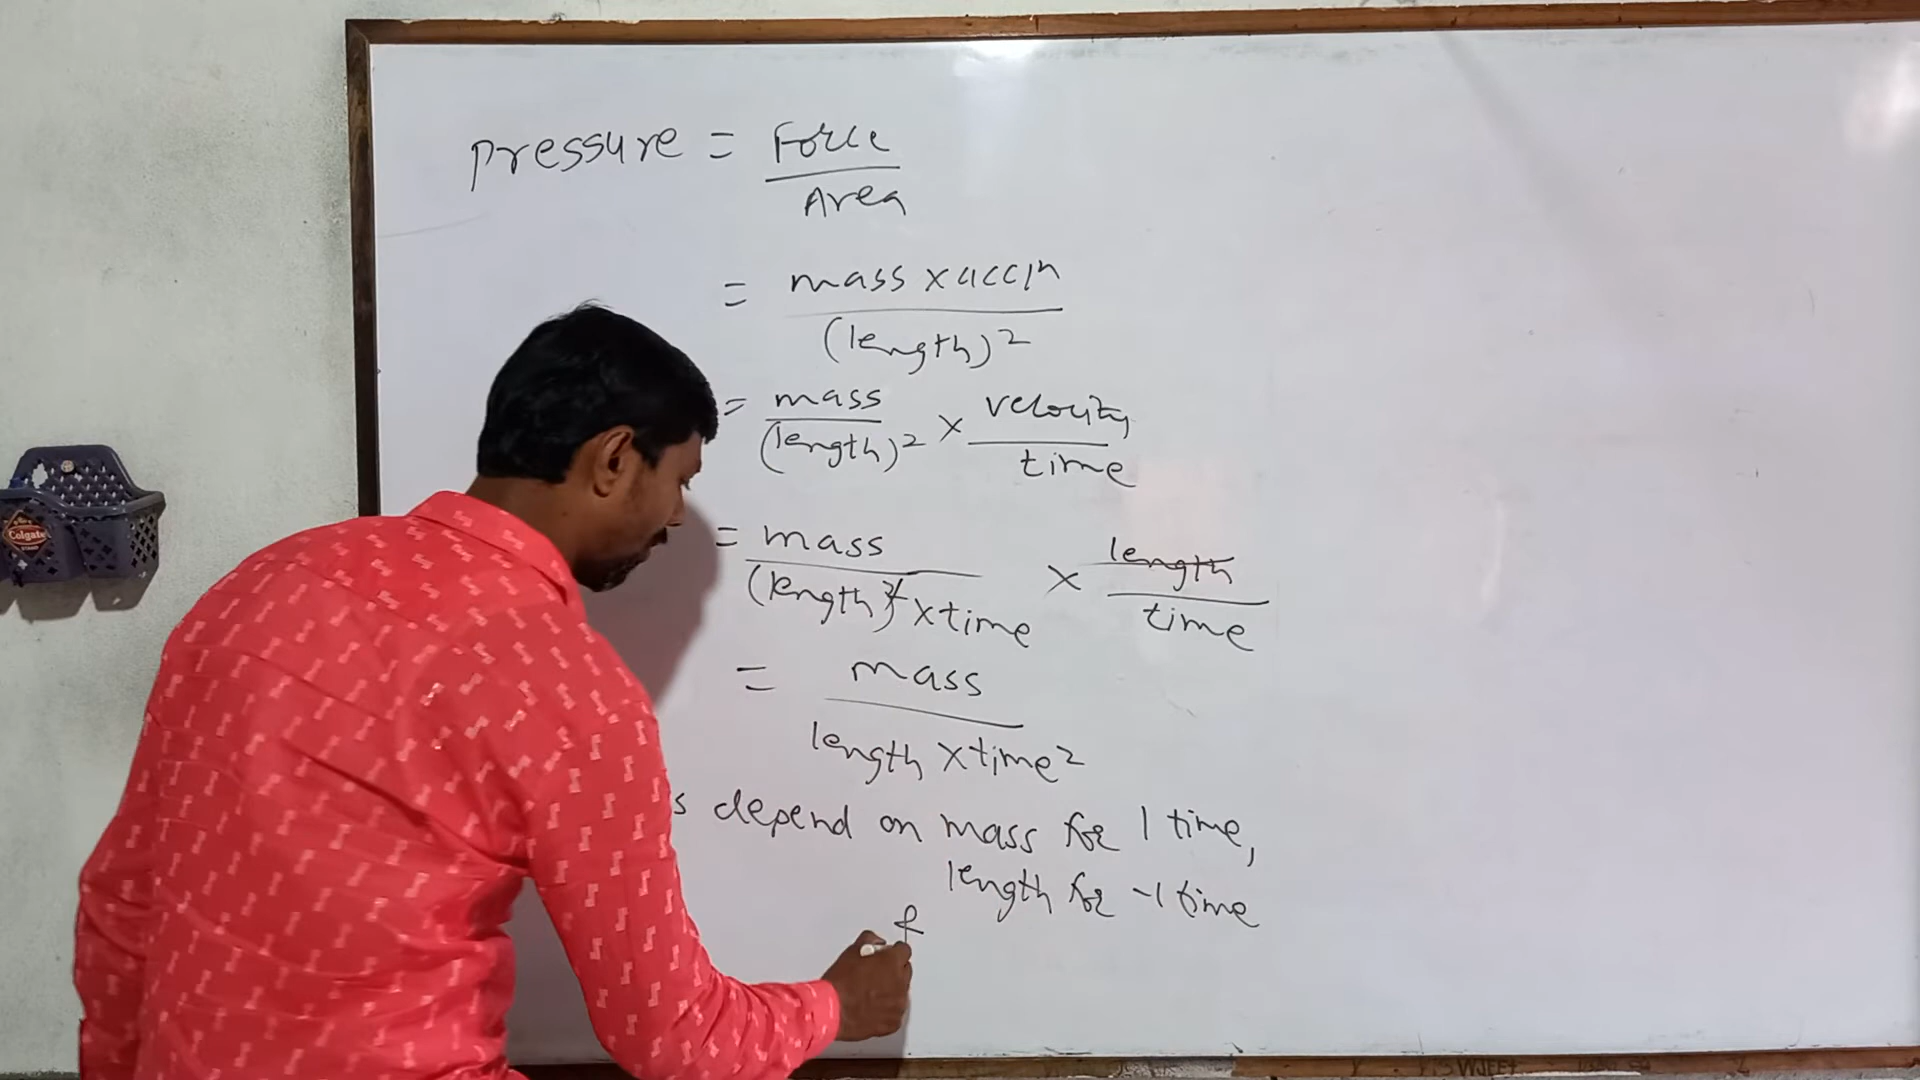 Pressure = Force
Area
= mass x accln
(length)2
= mass x velocity
(length)2 time
= mass x length
(length)2 x time time
= mass
length x time2
s depend on mass for 1 time,
length for -1 time
&
Colgate